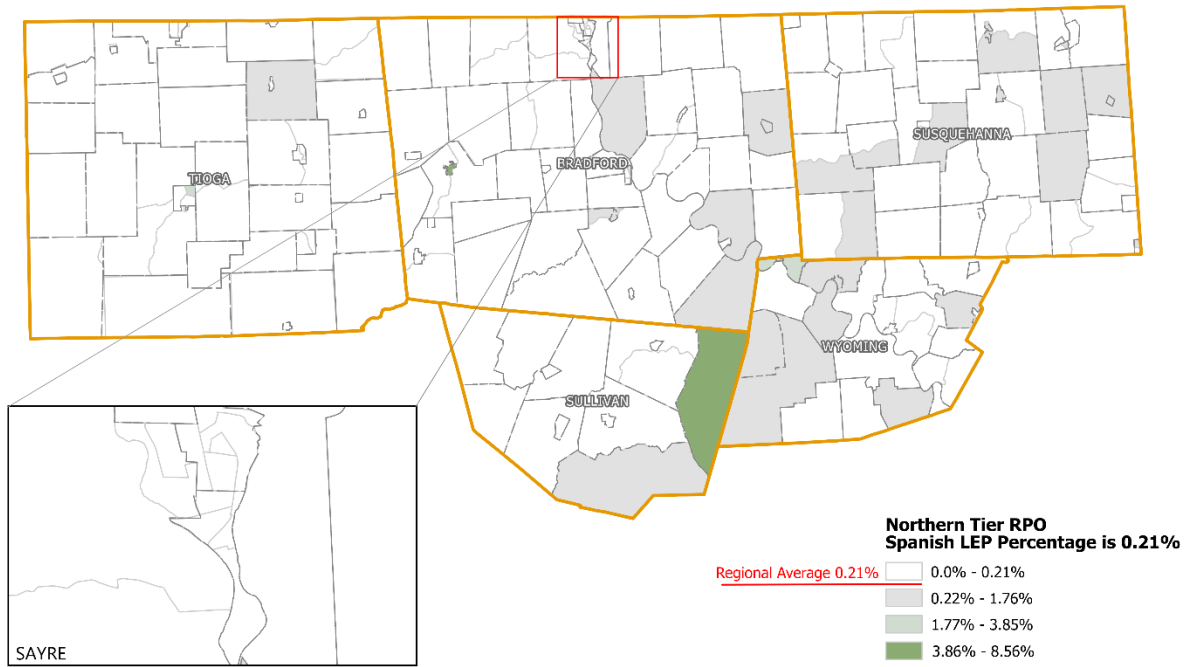 SUSQUEHANNA
BRADFORD
TIOGA
WYOMING
SULLIVAN
SAYRE
Northern Tier RPO
Spanish LEP Percentage is 0.21%
Regional Average 0.21%
0.0% - 0.21%
0.22% - 1.76%
1.77% - 3.85%
3.86% - 8.56%